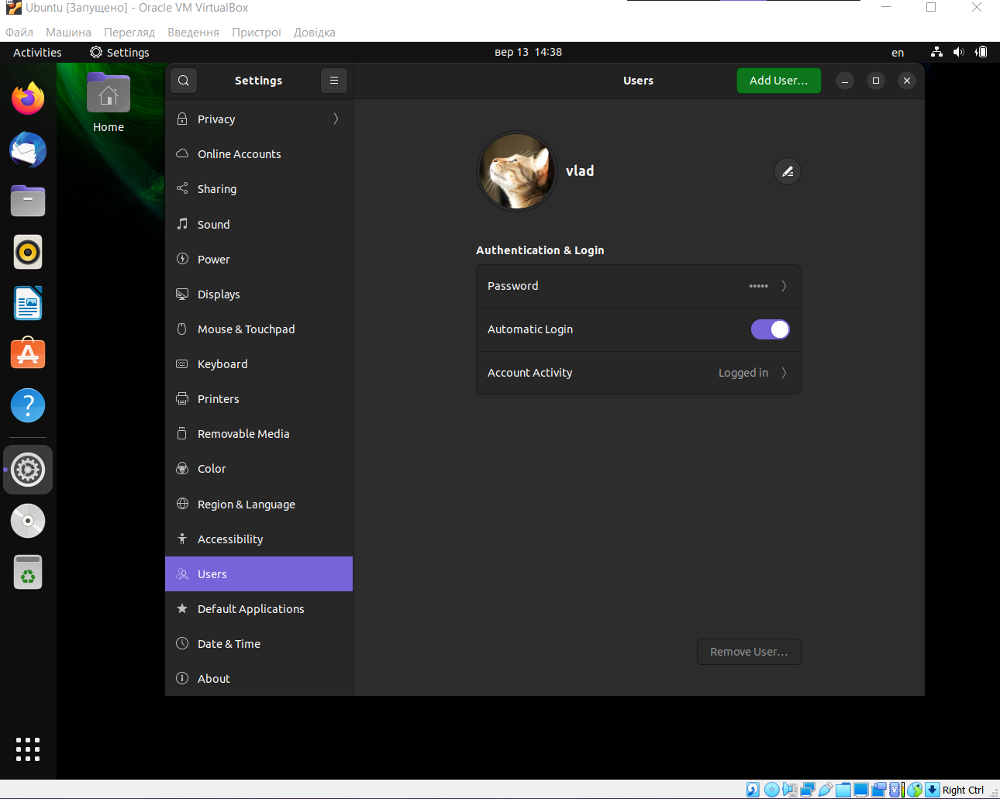 Ubuntu [Запущено] - Oracle VM VirtualBox
Файл Машина Перегляд Введення Пристрої Довідка
Activities Settings вер 13 14:38 en
Settings Users Add User...
Home
Privacy
Online Accounts
Sharing
Sound
Power
Displays
Mouse & Touchpad
Keyboard
Printers
Removable Media
Color
Region & Language
Accessibility
Users
Default Applications
Date & Time
About
vlad
Authentication & Login
Password •••••
Automatic Login
Account Activity Logged in
Remove User...
Right Ctrl